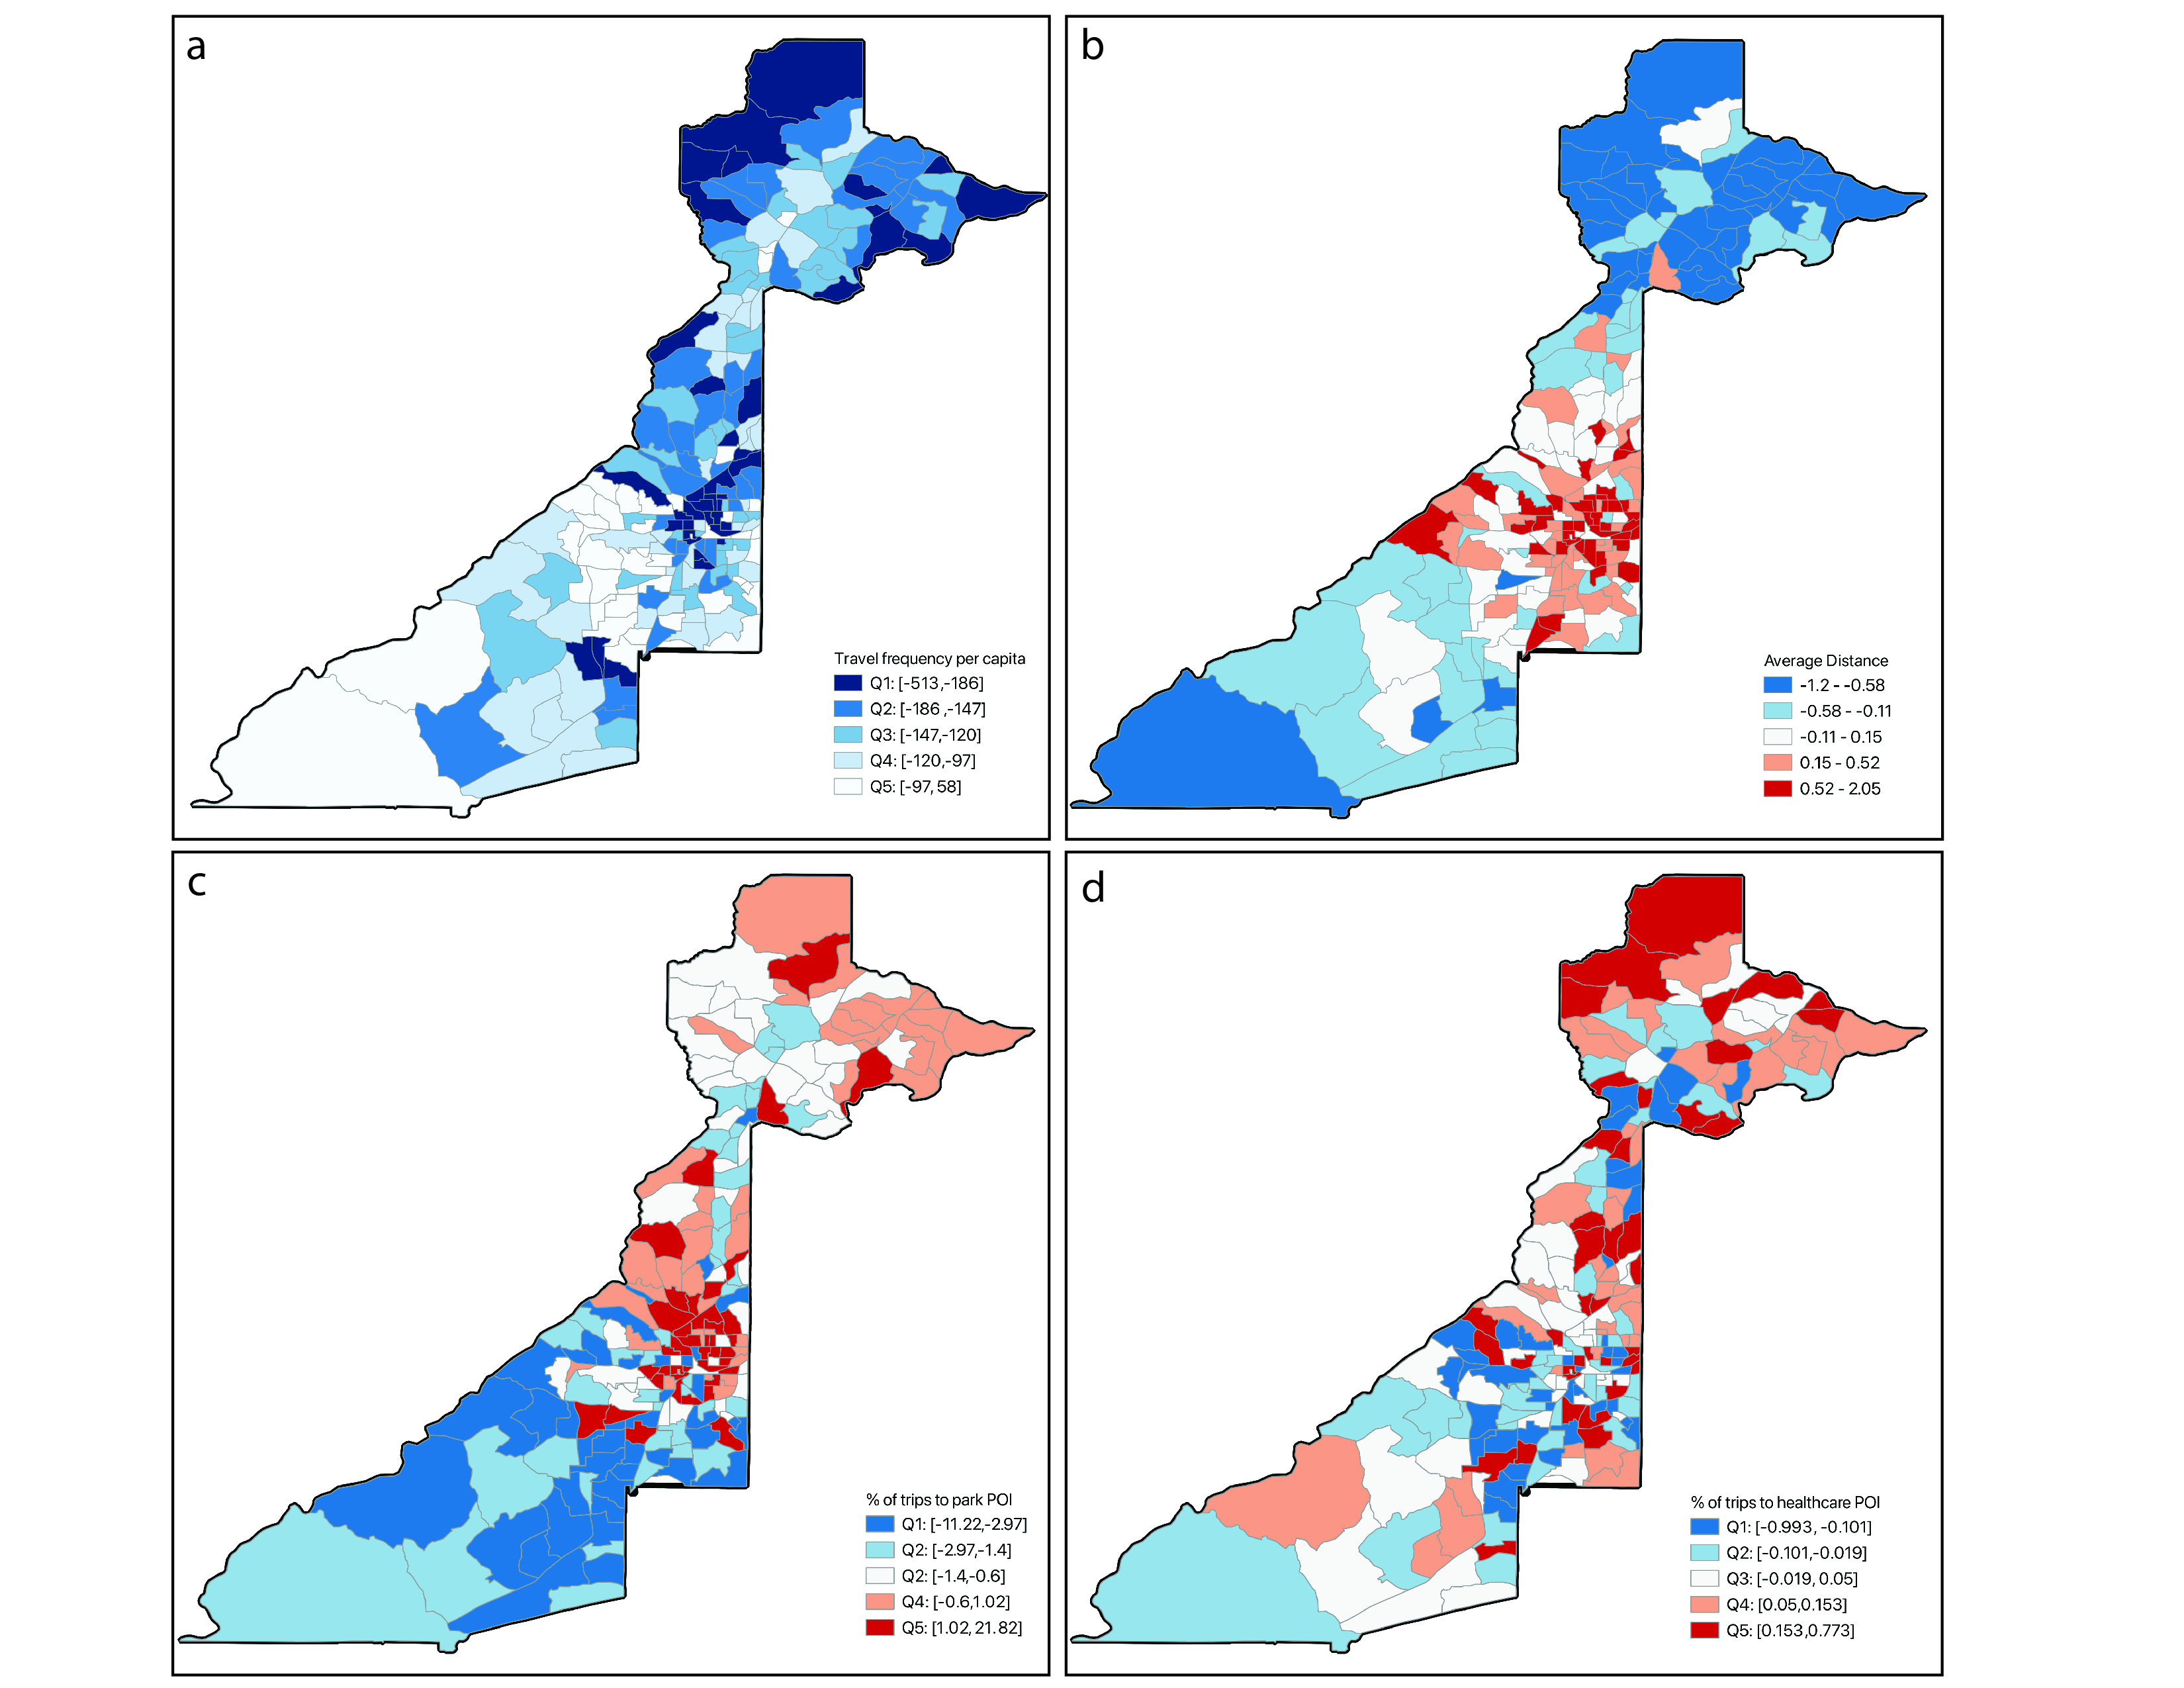 a
Travel frequency per capita
Q1: [-513,-186]
Q2: [-186 ,-147]
Q3: [-147,-120]
Q4: [-120,-97]
Q5: [-97, 58]
b
Average Distance
-1.2 - -0.58
-0.58 - -0.11
-0.11 - 0.15
0.15 - 0.52
0.52 - 2.05
c
% of trips to park POI
Q1: [-11.22,-2.97]
Q2: [-2.97,-1.4]
Q2: [-1.4,-0.6]
Q4: [-0.6,1.02]
Q5: [1.02, 21.82]
d
% of trips to healthcare POI
Q1: [-0.993, -0.101]
Q2: [-0.101,-0.019]
Q3: [-0.019, 0.05]
Q4: [0.05,0.153]
Q5: [0.153,0.773]